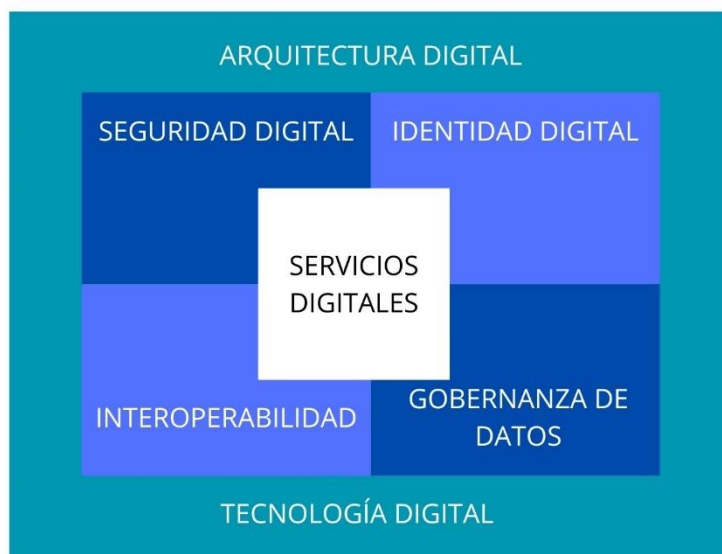 ARQUITECTURA DIGITAL
SEGURIDAD DIGITAL
IDENTIDAD DIGITAL
SERVICIOS
DIGITALES
INTEROPERABILIDAD
GOBERNANZA DE
DATOS
TECNOLOGÍA DIGITAL